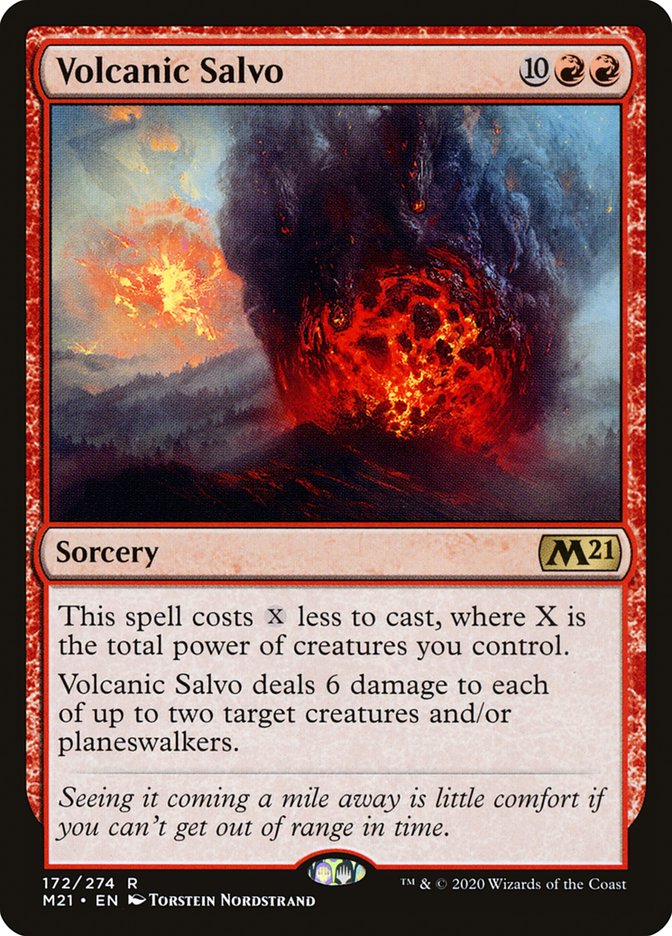 Volcanic Salvo 10
Sorcery M21
This spell costs X less to cast, where X is
the total power of creatures you control.
Volcanic Salvo deals 6 damage to each
of up to two target creatures and/or
planeswalkers.
Seeing it coming a mile away is little comfort if
you can't get out of range in time.
172/274 R
M21 • EN Torstein Nordstrand
™ & © 2020 Wizards of the Coast